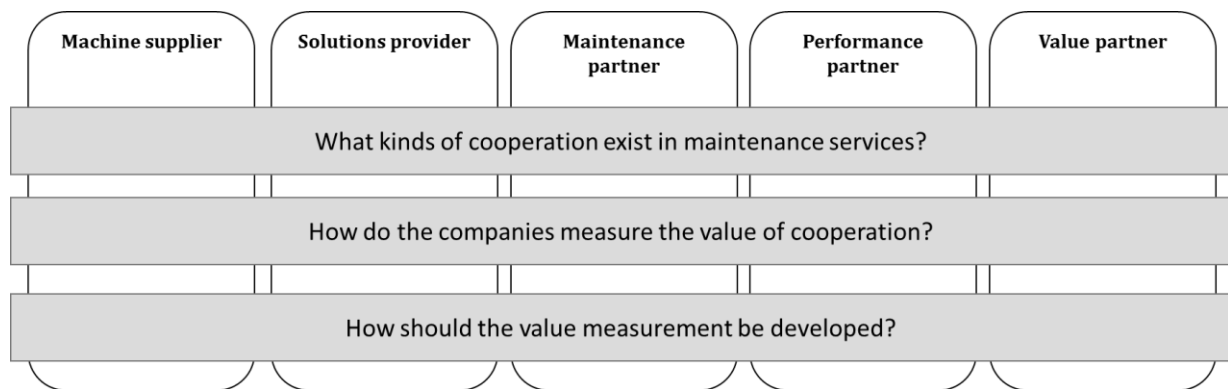 Machine supplier
Solutions provider
Maintenance
partner
Performance
partner
Value partner
What kinds of cooperation exist in maintenance services?
How do the companies measure the value of cooperation?
How should the value measurement be developed?